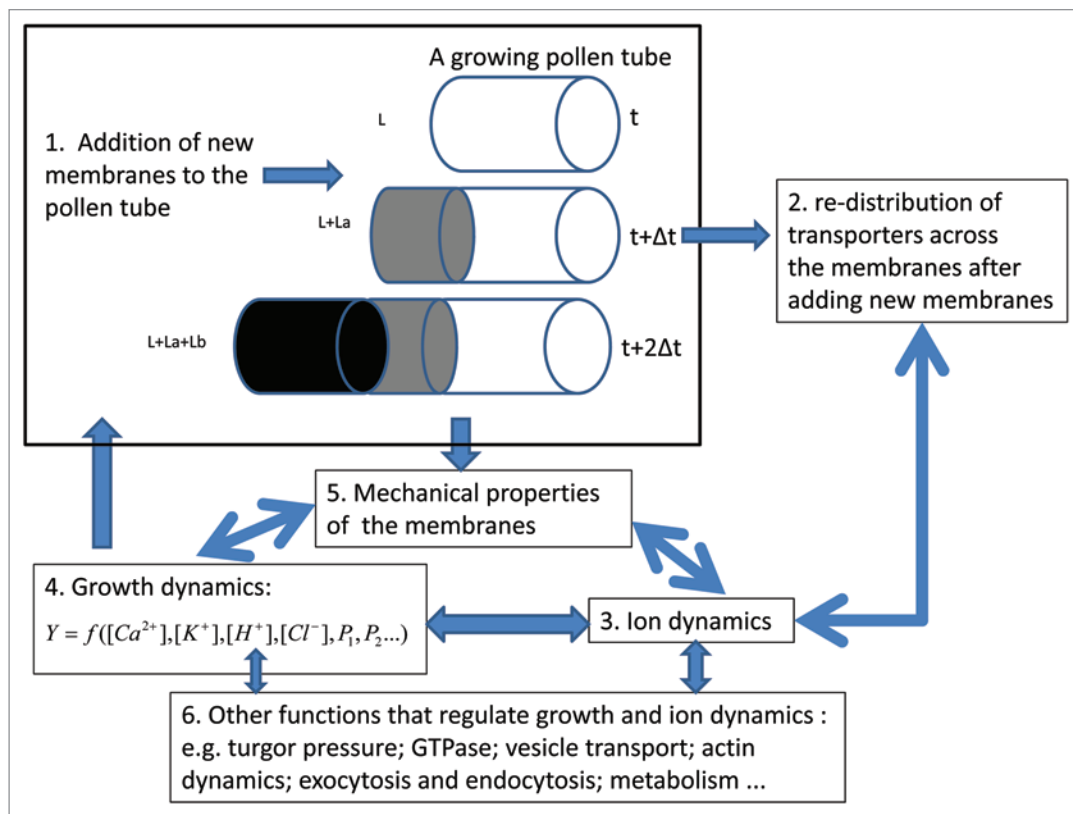 A growing pollen tube
L
t
1.  Addition of new
membranes to the
pollen tube
L+La
t+Δt
L+La+Lb
t+2Δt
2. re-distribution of
transporters across
the membranes after
adding new membranes
5. Mechanical properties
of  the membranes
4. Growth dynamics:
Y = f([Ca²⁺],[K⁺],[H⁺],[Cl⁻],P₁,P₂...)
3. Ion dynamics
6. Other functions that regulate growth and ion dynamics :
e.g. turgor pressure; GTPase; vesicle transport; actin
dynamics; exocytosis and endocytosis; metabolism ...